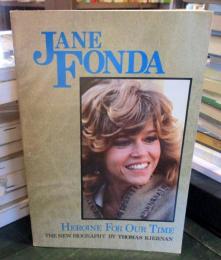 JANE
FONDA
HEROINE FOR OUR TIME
THE NEW BIOGRAPHY BY THOMAS KIERNAN